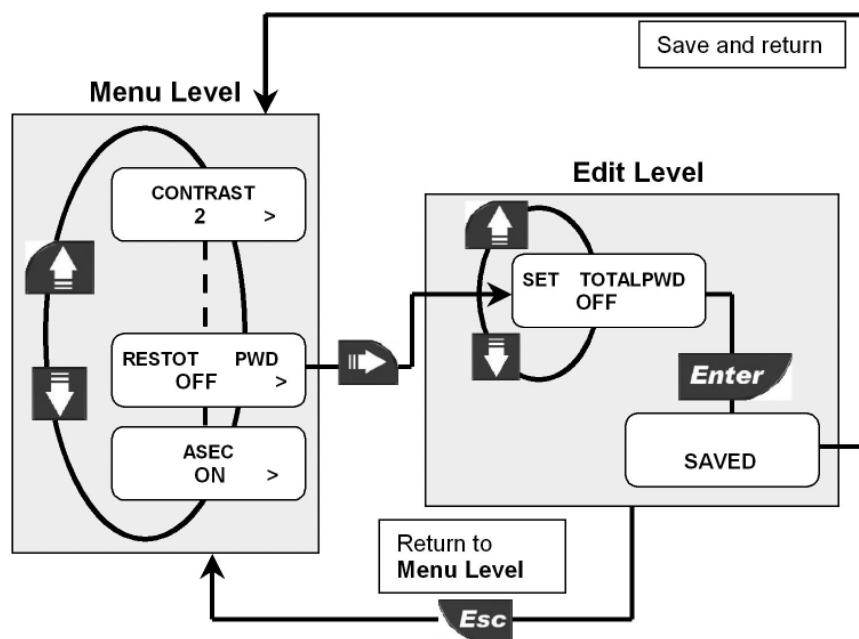 Save and return
Menu Level
CONTRAST
2 >
RESTOT PWD
OFF >
ASEC
ON >
Edit Level
SET TOTALPWD
OFF
Enter
SAVED
Return to
Menu Level
Esc